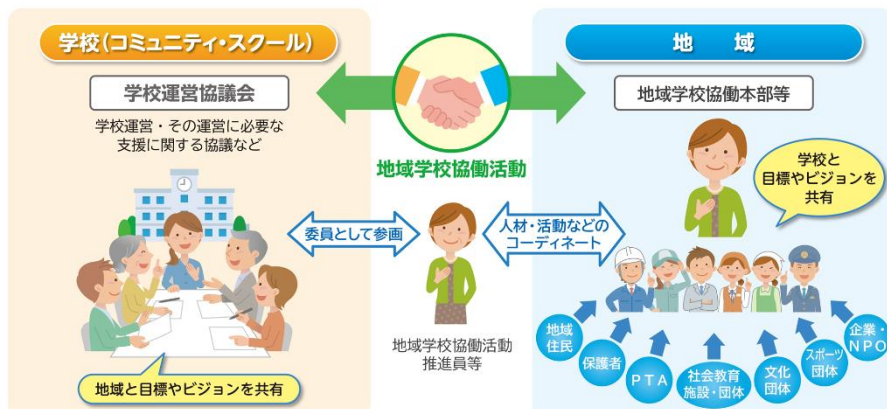 学校(コミュニティ・スクール)
学校運営協議会
学校運営・その運営に必要な
支援に関する協議など
地域と目標やビジョンを共有
地域学校協働活動
委員として参画
人材・活動などの
コーディネート
地域学校協働活動
推進員等
地　域
地域学校協働本部等
学校と
目標やビジョンを
共有
地域
住民
保護者
PTA
社会教育
施設・団体
文化
団体
スポーツ
団体
企業・
NPO